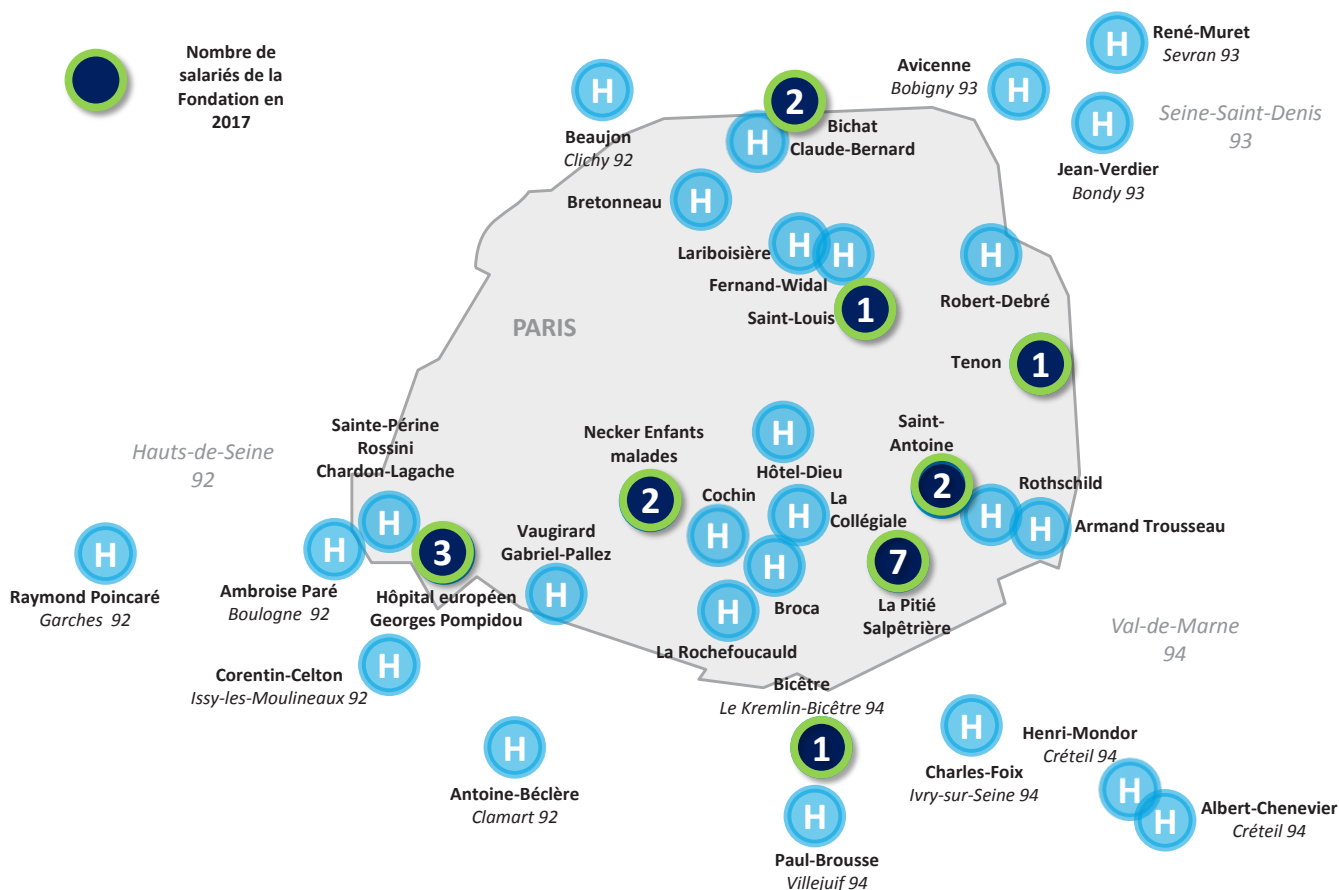 Nombre de
salariés de la
Fondation en
2017
René-Muret
Sevran 93
Avicenne
Bobigny 93
H
H
H
2
Seine-Saint-Denis
93
Beaujon
Clichy 92
H
Bichat
Claude-Bernard
H
Jean-Verdier
Bondy 93
H
Bretonneau
H
Lariboisière
H
H
Fernand-Widal
Robert-Debré
H
Saint-Louis
1
PARIS
Tenon
1
Sainte-Périne
Rossini
Chardon-Lagache
Hauts-de-Seine
92
Necker Enfants
malades
2
H
Hôtel-Dieu
Saint-
Antoine
2
Cochin
H
H
La
Collégiale
Rothschild
H
H
Armand Trousseau
H
Raymond Poincaré
Garches 92
H
Ambroise Paré
Boulogne 92
H
3
Hôpital européen
Georges Pompidou
Vaugirard
Gabriel-Pallez
H
H
Broca
7
La Pitié
Salpêtrière
H
La Rochefoucauld
Val-de-Marne
94
Corentin-Celton
Issy-les-Moulineaux 92
H
Bicêtre
Le Kremlin-Bicêtre 94
1
H
Antoine-Béclère
Clamart 92
H
Charles-Foix
Ivry-sur-Seine 94
Henri-Mondor
Créteil 94
H
H
Albert-Chenevier
Créteil 94
H
Paul-Brousse
Villejuif 94